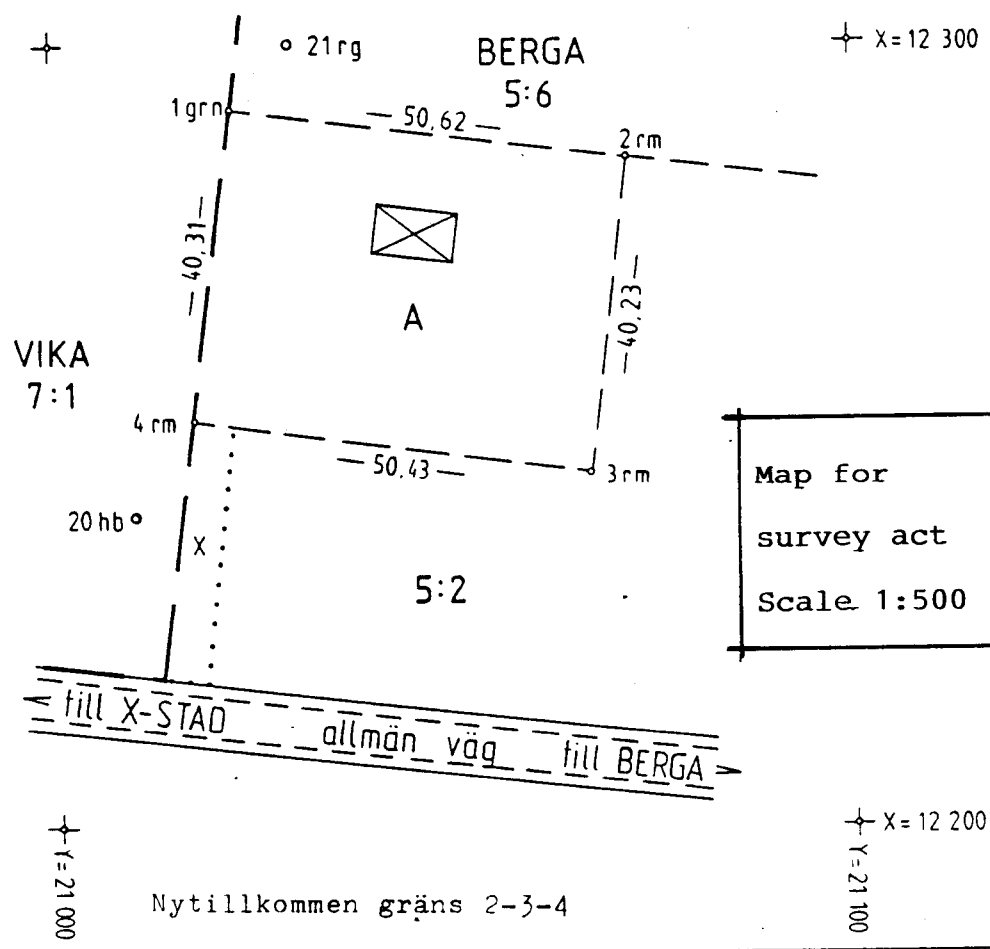 21rg
BERGA
5:6
X=12 300
1grn
50,62
2rm
40,31
40,23
A
VIKA
7:1
4 rm
50,43
3rm
20hb
X
5:2
Map for
survey act
Scale 1:500
till X-STAD allmän väg till BERGA
X=12 200
Y=21 000
Y=21 100
Nytillkommen gräns 2-3-4